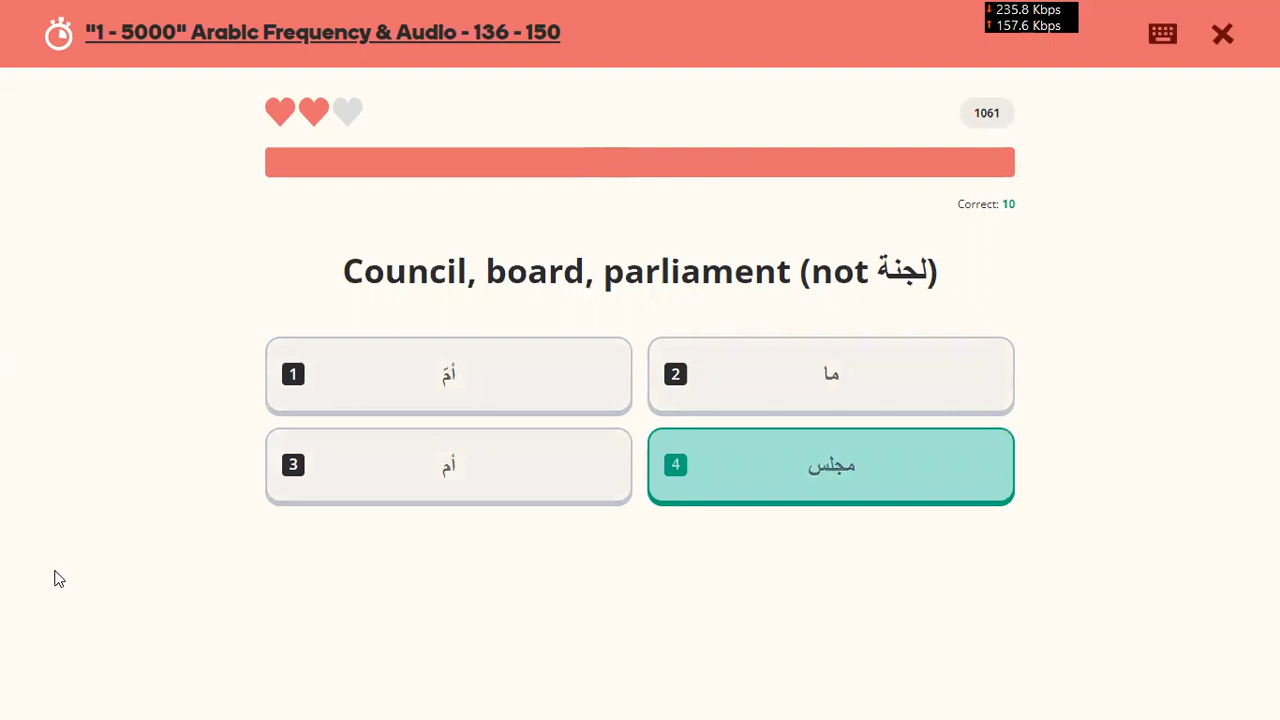 "1 - 5000" Arabic Frequency & Audio - 136 - 150
235.8 Kbps
157.6 Kbps
1061
Correct: 10
Council, board, parliament (not لجنة)
1 أمّ
2 ما
3 أم
4 مجلس